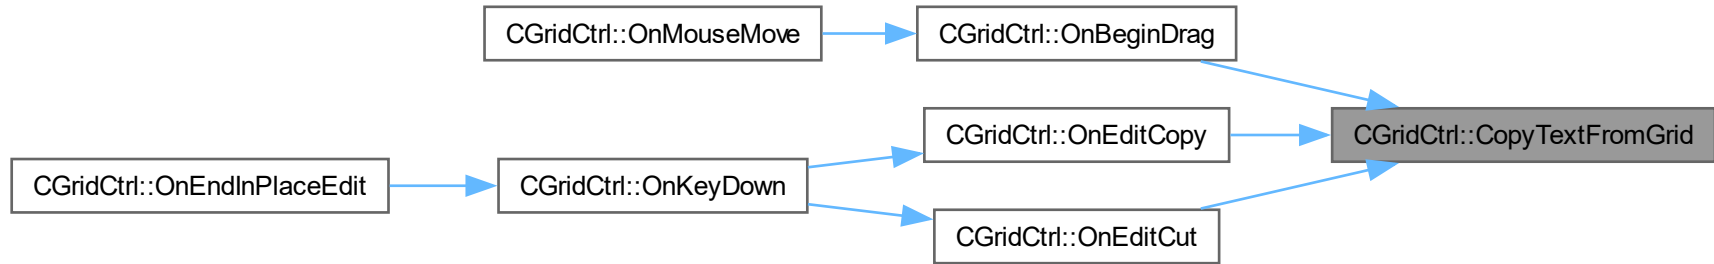 CGridCtrl::OnMouseMove
CGridCtrl::OnBeginDrag
CGridCtrl::OnEditCopy
CGridCtrl::CopyTextFromGrid
CGridCtrl::OnEndInPlaceEdit
CGridCtrl::OnKeyDown
CGridCtrl::OnEditCut